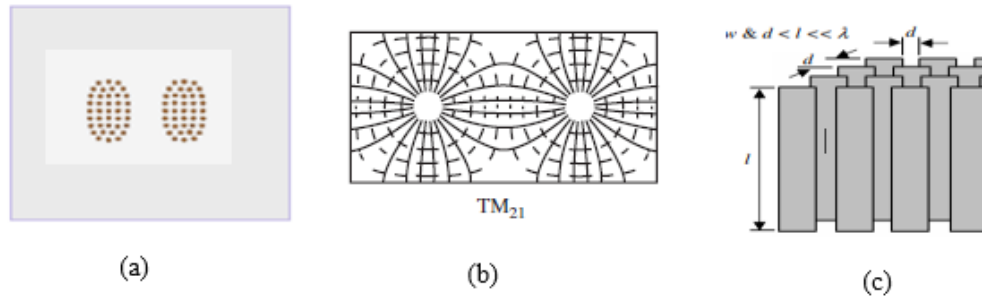 w & d < l << λ
d
d
l
TM₂₁
(a)
(b)
(c)